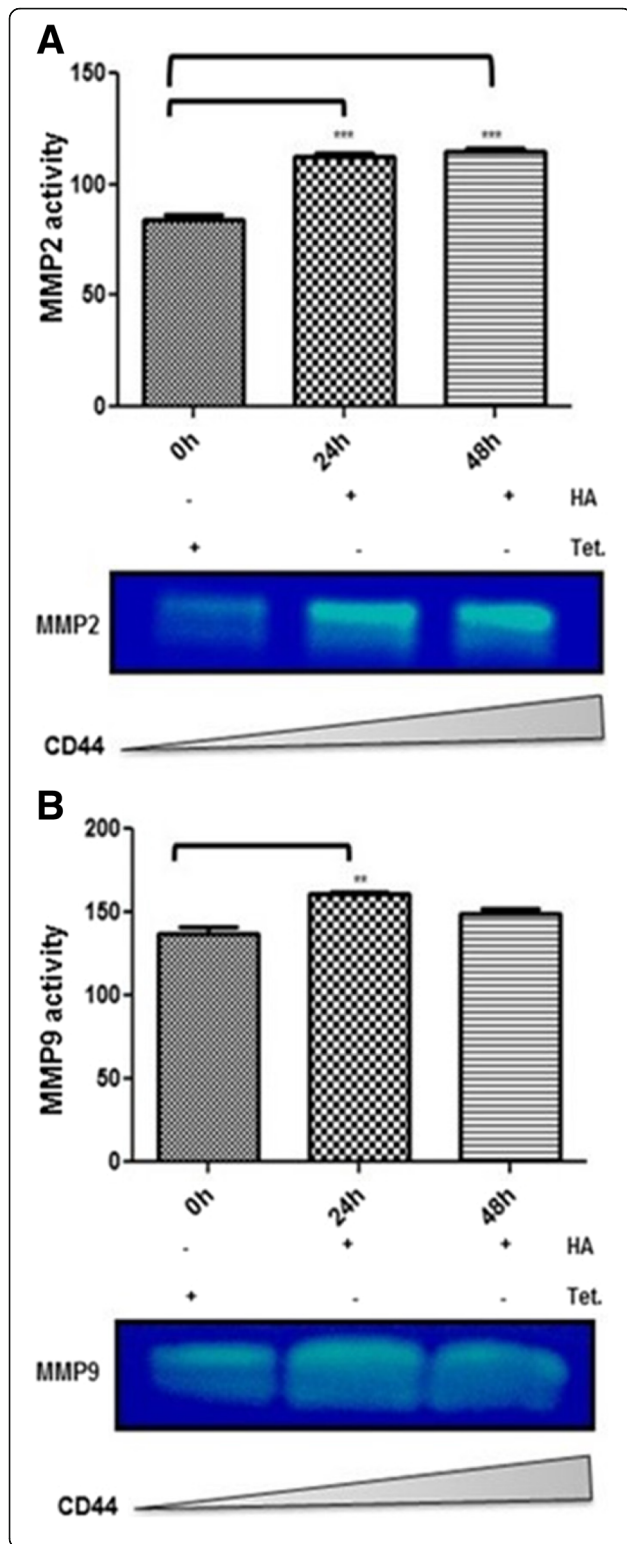 A
150
100
50
0
MMP2 activity
*** ***
0h 24h 48h
- + + HA
+ - - Tet.
MMP2
CD44
B
200
150
100
50
0
MMP9 activity
**
0h 24h 48h
- + + HA
+ - - Tet.
MMP9
CD44